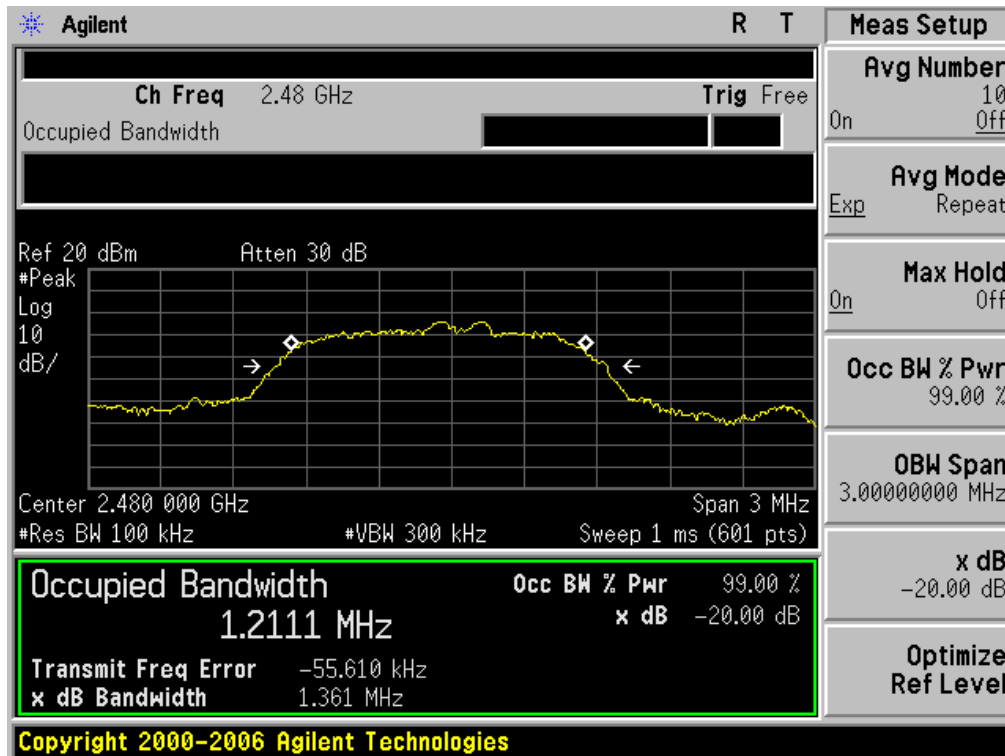 Agilent R T
Ch Freq 2.48 GHz Trig Free
Occupied Bandwidth
Ref 20 dBm Atten 30 dB
#Peak
Log
10
dB/
Center 2.480 000 GHz Span 3 MHz
#Res BW 100 kHz #VBW 300 kHz Sweep 1 ms (601 pts)
Occupied Bandwidth Occ BW % Pwr 99.00 %
1.2111 MHz x dB -20.00 dB
Transmit Freq Error -55.610 kHz
x dB Bandwidth 1.361 MHz
Copyright 2000-2006 Agilent Technologies
Meas Setup
Avg Number
10
On Off
Avg Mode
Exp Repeat
Max Hold
On Off
Occ BW % Pwr
99.00 %
OBW Span
3.00000000 MHz
x dB
-20.00 dB
Optimize
Ref Level